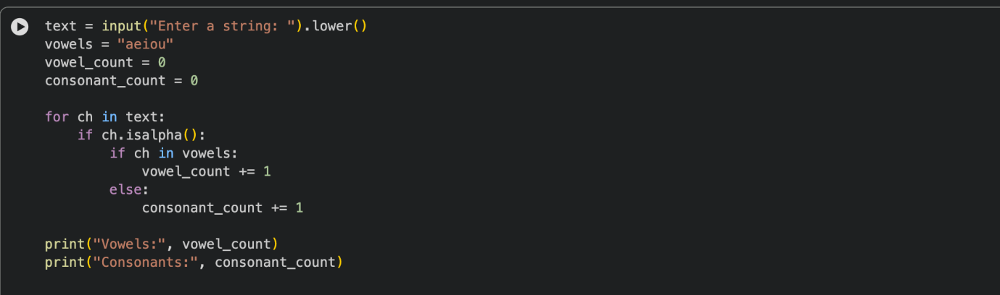 text = input("Enter a string: ").lower()
vowels = "aeiou"
vowel_count = 0
consonant_count = 0

for ch in text:
    if ch.isalpha():
        if ch in vowels:
            vowel_count += 1
        else:
            consonant_count += 1

print("Vowels:", vowel_count)
print("Consonants:", consonant_count)